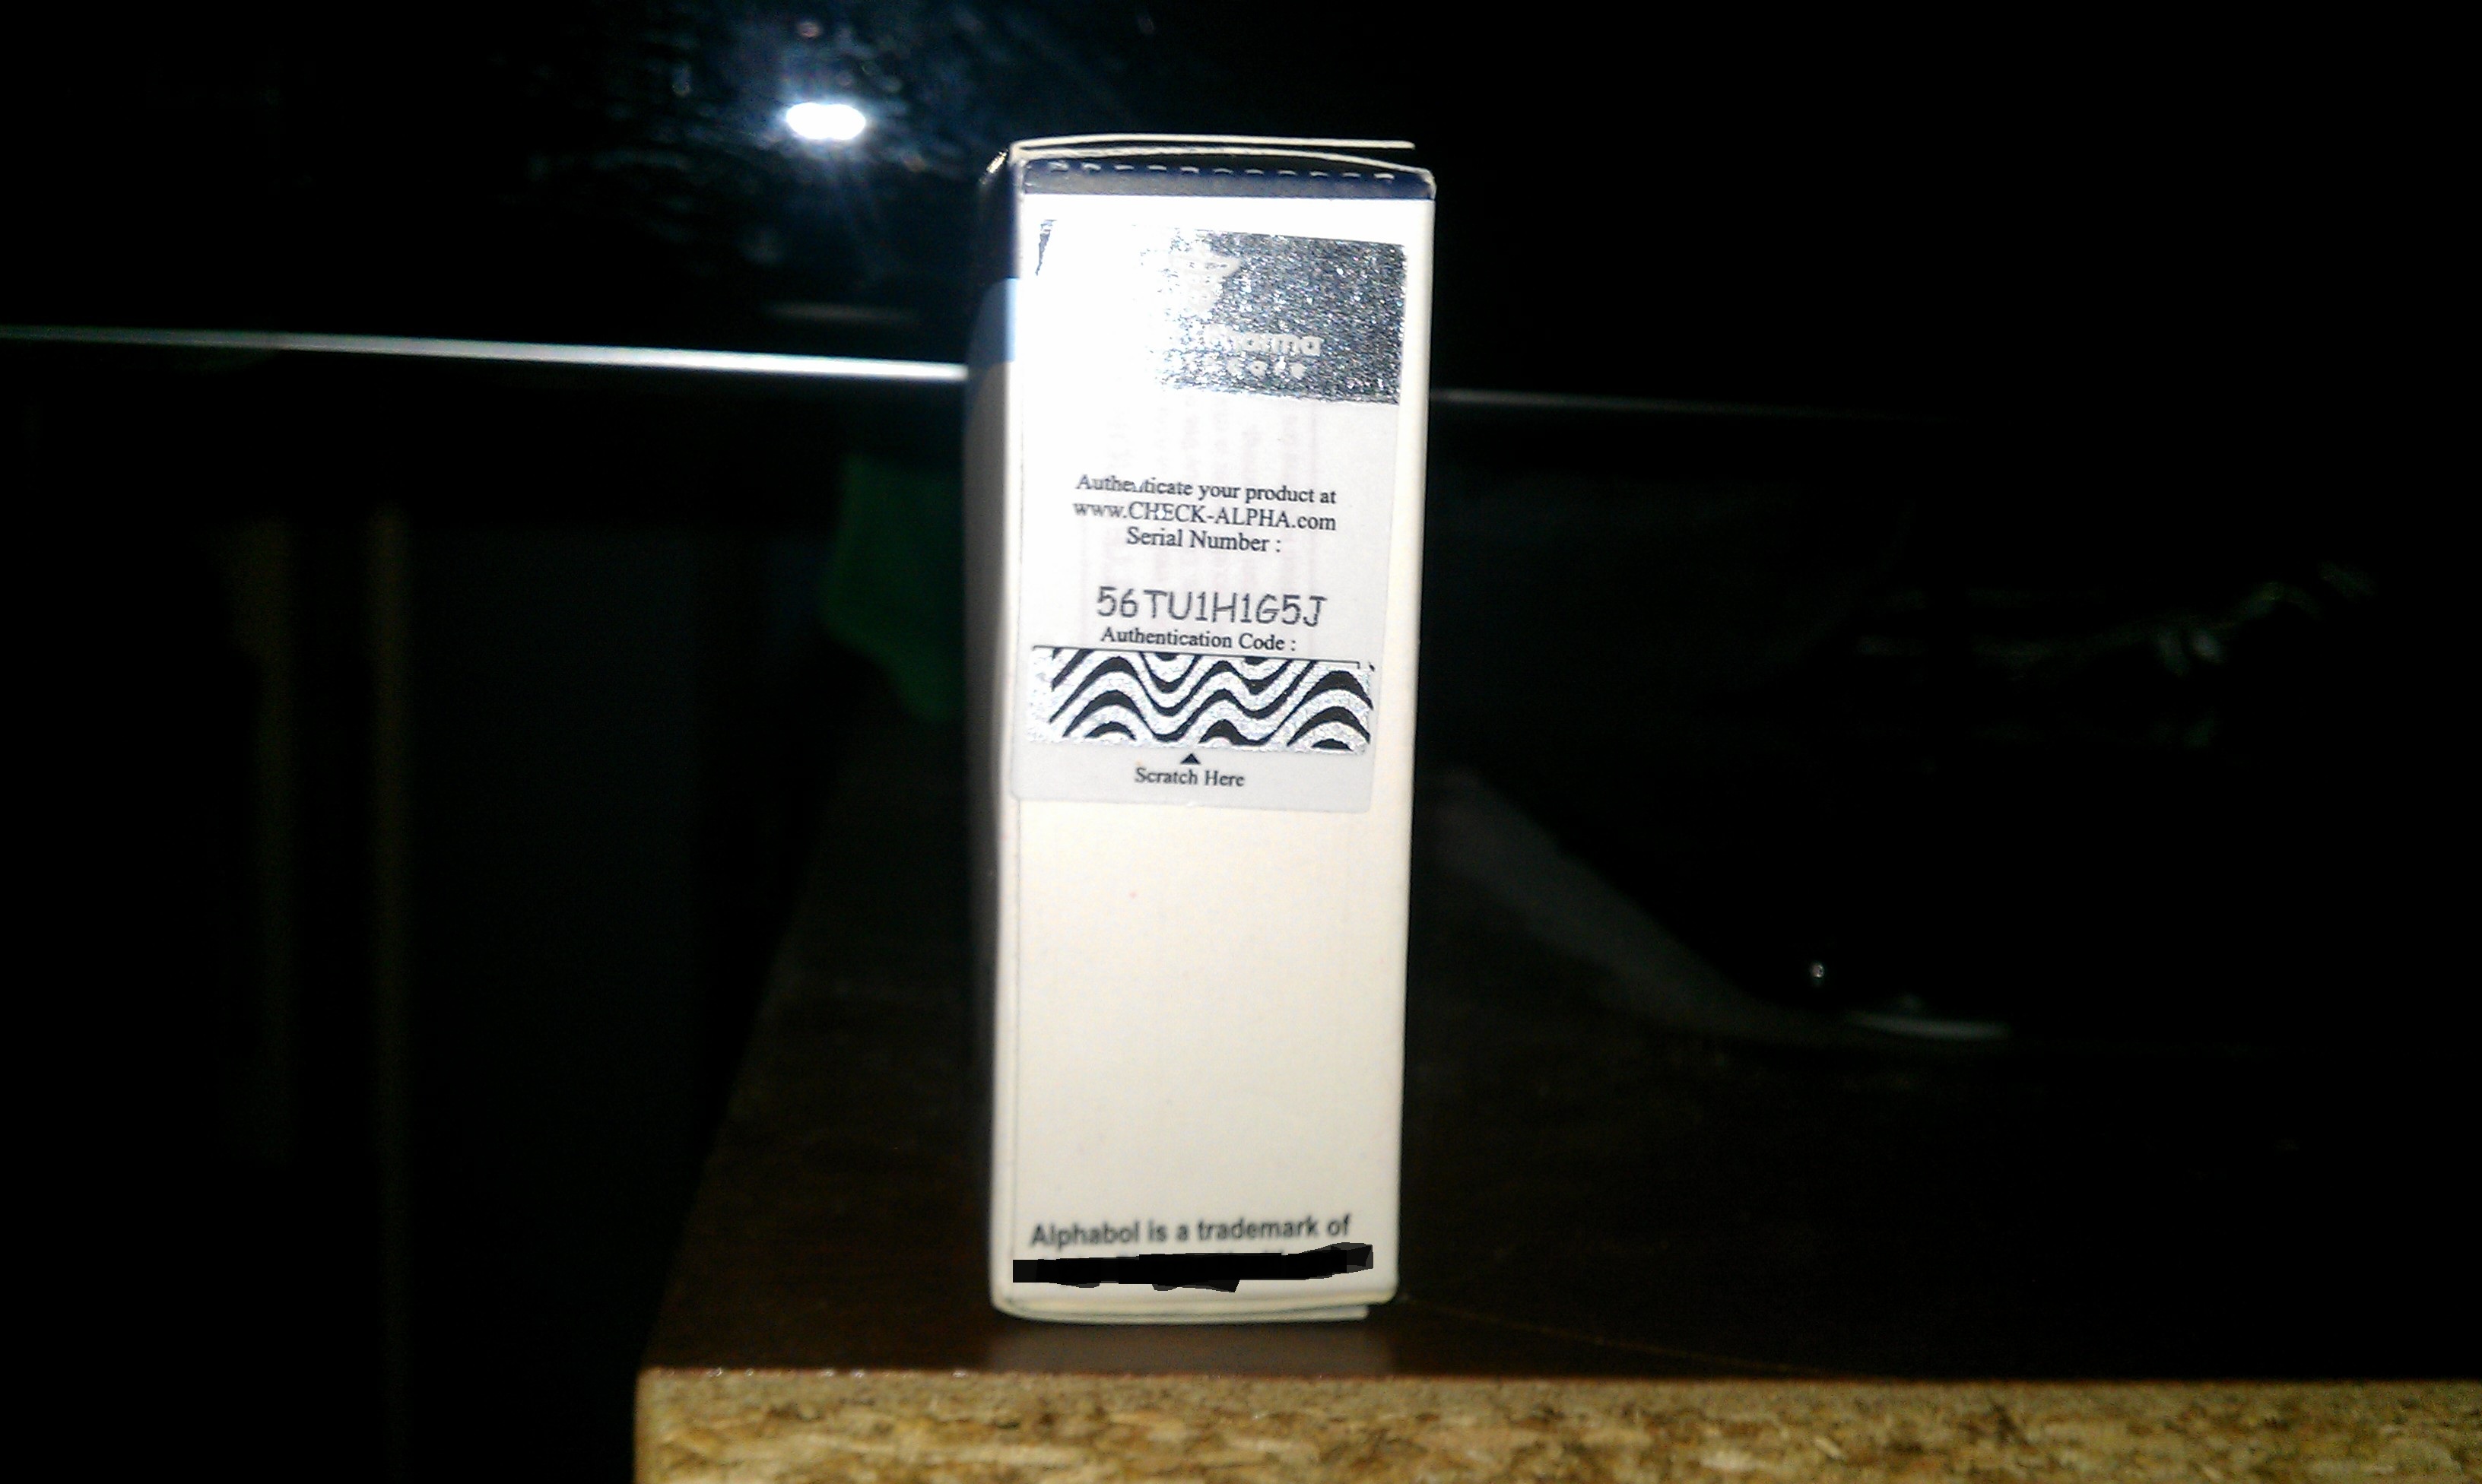 Pharma
Authenticate your product at
www.CHECK-ALPHA.com
Serial Number :
56TU1H1G5J
Authentication Code :
Scratch Here
Alphabol is a trademark of